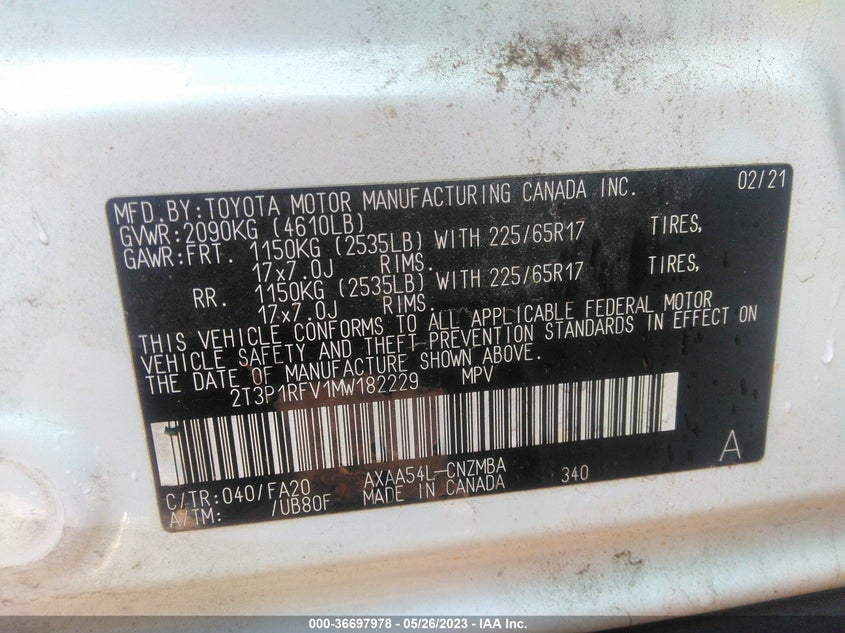 MFD.BY:TOYOTA MOTOR MANUFACTURING CANADA INC. 02/21
GVWR:2090KG (4610LB)
GAWR:FRT. 1150KG (2535LB) WITH 225/65R17 TIRES,
17x7.0J RIMS.
RR. 1150KG (2535LB) WITH 225/65R17 TIRES,
17x7.0J RIMS.
THIS VEHICLE CONFORMS TO ALL APPLICABLE FEDERAL MOTOR
VEHICLE SAFETY AND THEFT-PREVENTION STANDARDS IN EFFECT ON
THE DATE OF MANUFACTURE SHOWN ABOVE.
2T3P1RFV1MW182229 MPV
A
C/TR:040/FA20 AXAA54L-CNZMBA 340
A/TM: /UB80F MADE IN CANADA
000-36697978 - 05/26/2023 - IAA Inc.